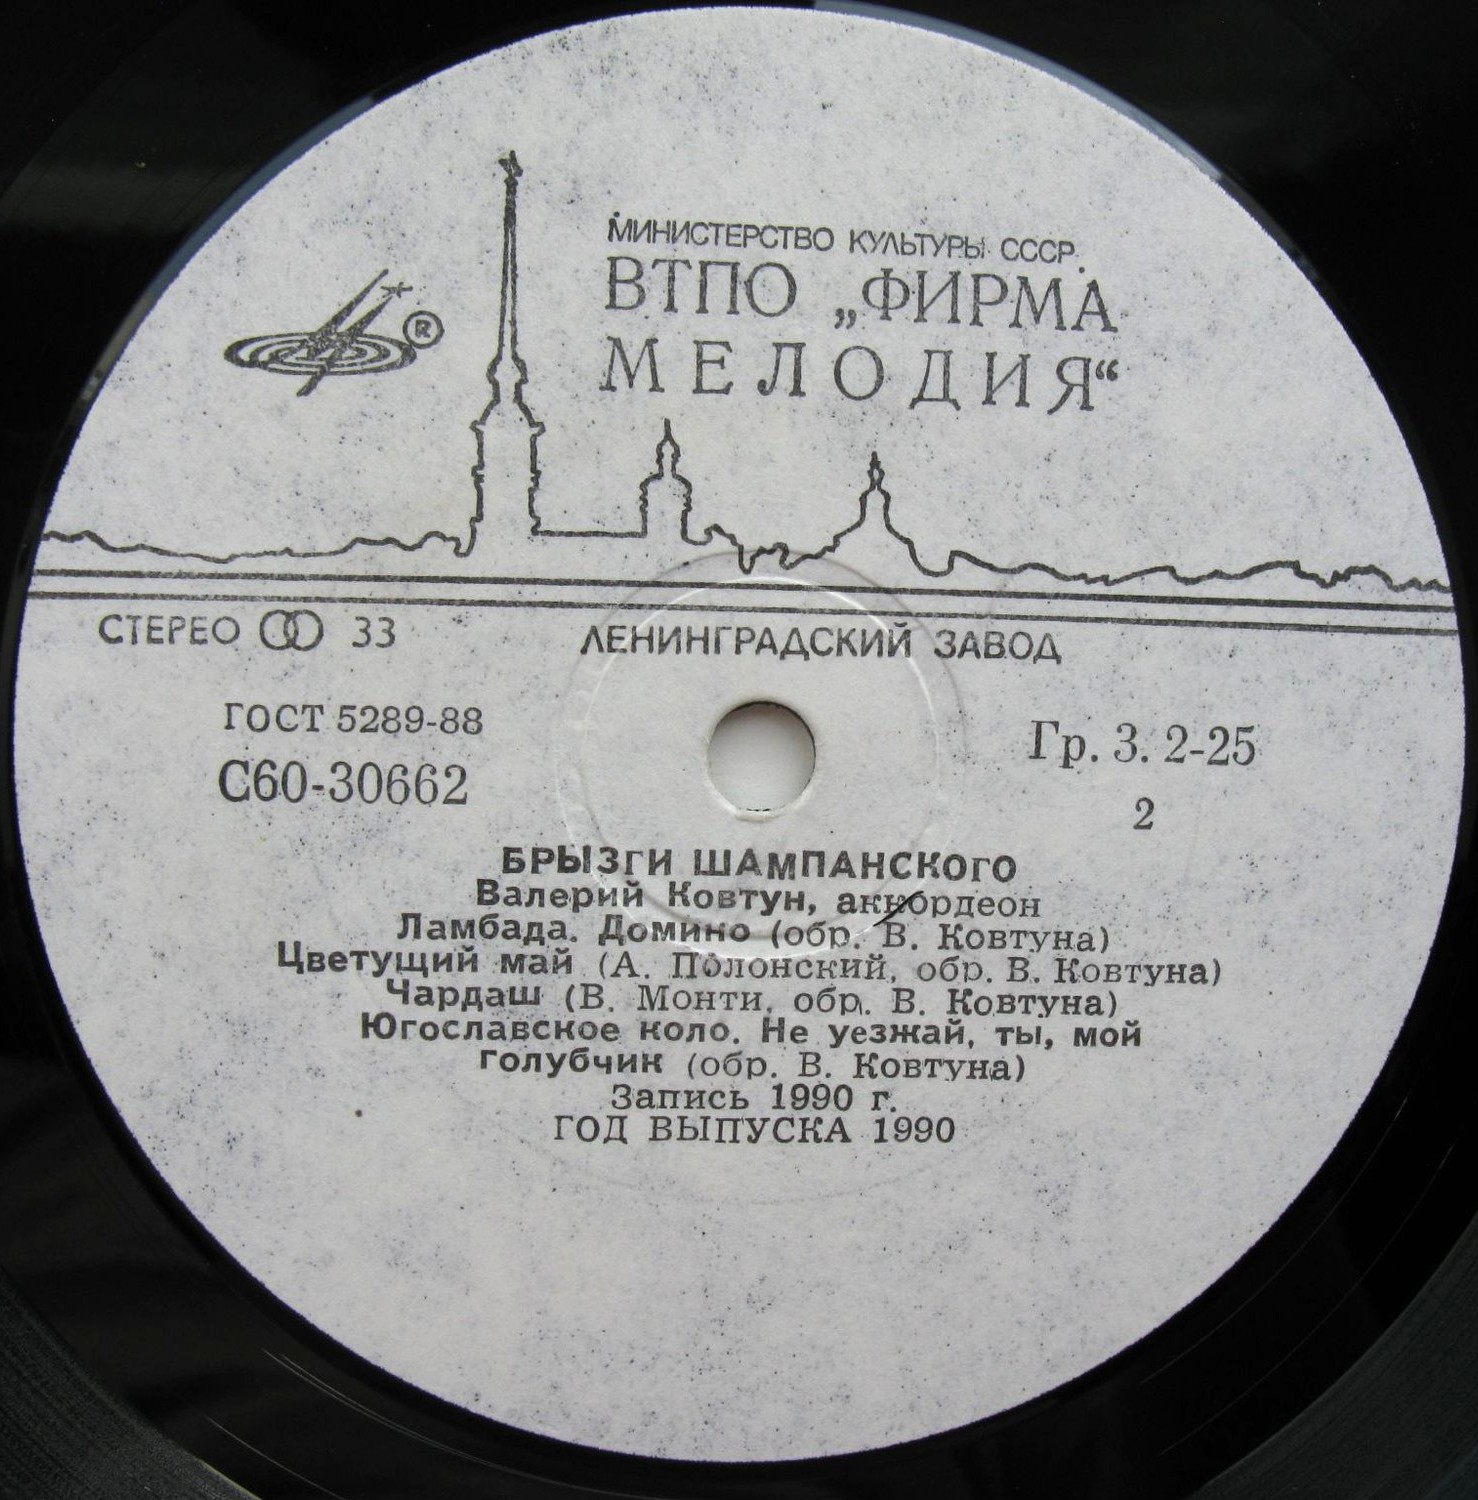 МИНИСТЕРСТВО КУЛЬТУРЫ СССР
ВТПО „ФИРМА
МЕЛОДИЯ“
®
СТЕРЕО 33
ЛЕНИНГРАДСКИЙ ЗАВОД
ГОСТ 5289-88
С60-30662
Гр. 3. 2-25
2
БРЫЗГИ ШАМПАНСКОГО
Валерий Ковтун, аккордеон
Ламбада. Домино (обр. В. Ковтуна)
Цветущий май (А. Полонский, обр. В. Ковтуна)
Чардаш (В. Монти, обр. В. Ковтуна)
Югославское коло. Не уезжай, ты, мой
голубчик (обр. В. Ковтуна)
Запись 1990 г.
ГОД ВЫПУСКА 1990